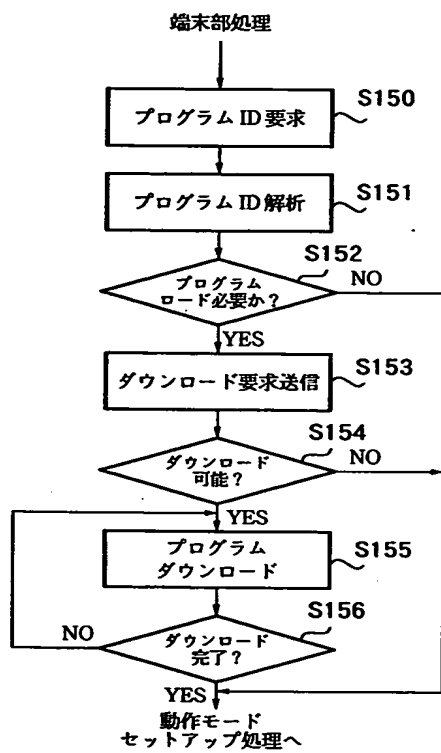 端末部処理
S150
プログラム ID 要求
S151
プログラム ID 解析
S152
プログラム
ロード必要か？
NO
YES
S153
ダウンロード要求送信
S154
ダウンロード
可能？
NO
YES
プログラム
ダウンロード
S155
S156
ダウンロード
完了？
NO
YES
動作モード
セットアップ処理へ